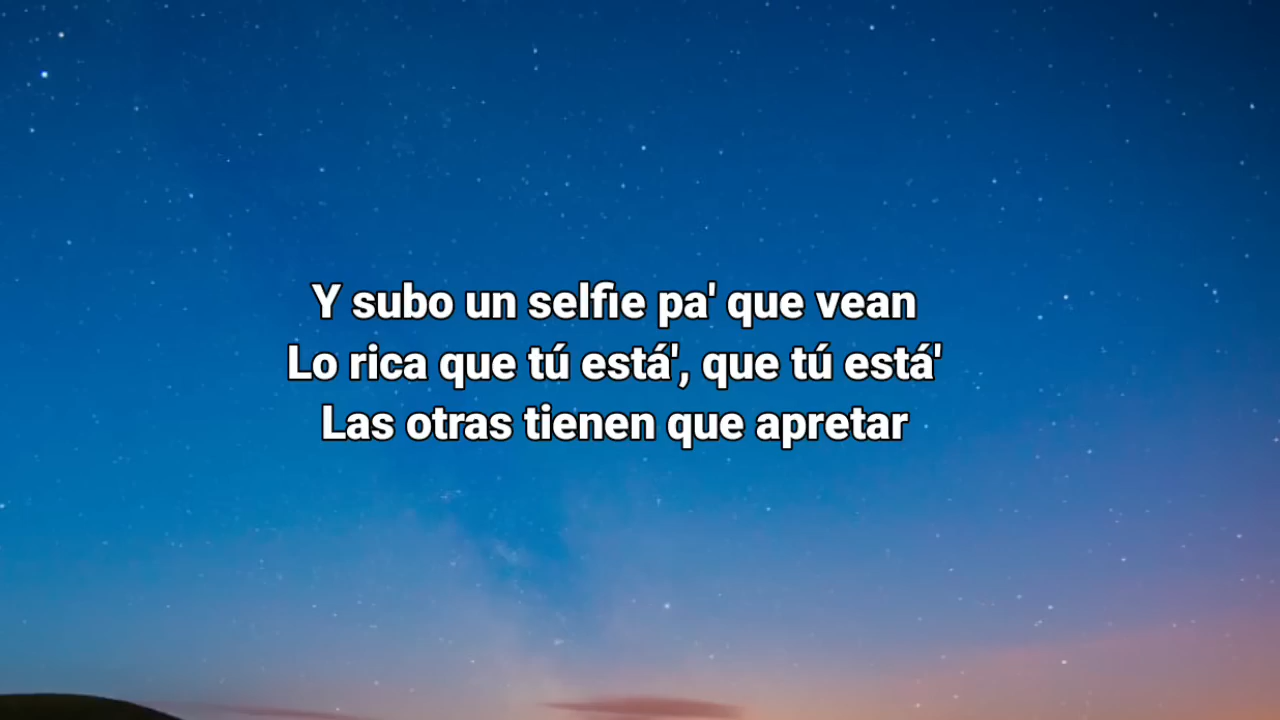 Y subo un selfie pa' que vean
Lo rica que tú está', que tú está'
Las otras tienen que apretar